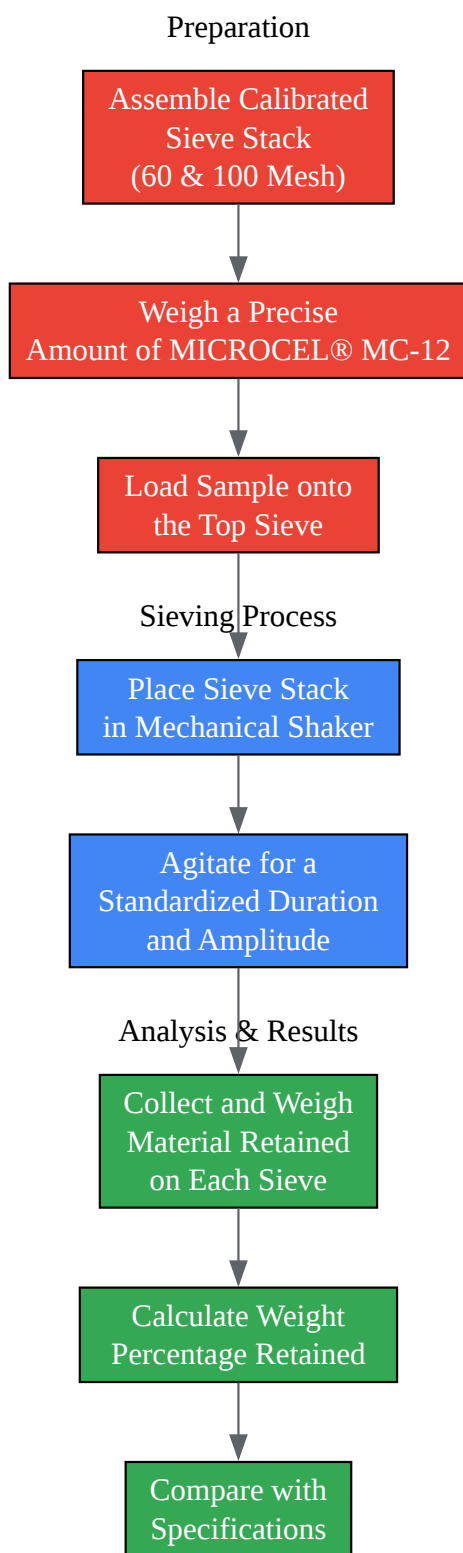 Preparation
Assemble Calibrated
Sieve Stack
(60 & 100 Mesh)
Weigh a Precise
Amount of MICROCEL® MC-12
Load Sample onto
the Top Sieve
Sieving Process
Place Sieve Stack
in Mechanical Shaker
Agitate for a
Standardized Duration
and Amplitude
Analysis & Results
Collect and Weigh
Material Retained
on Each Sieve
Calculate Weight
Percentage Retained
Compare with
Specifications